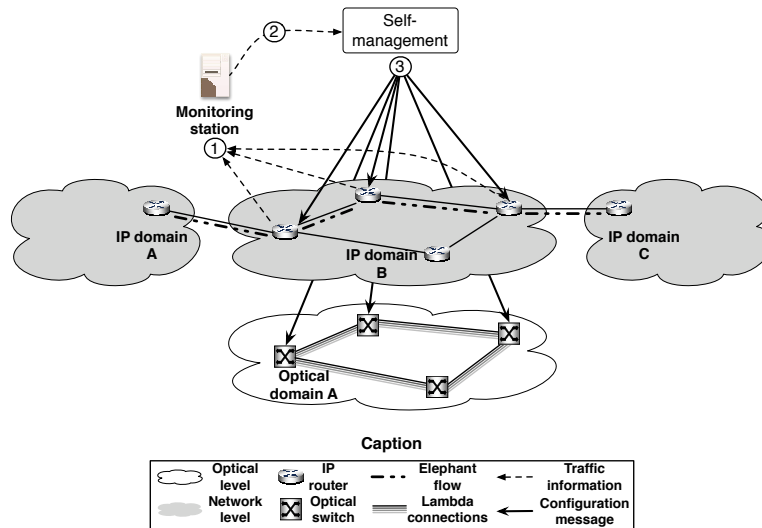 Self-
management
2
3
Monitoring
station
1
IP domain
A
IP domain
B
IP domain
C
Optical
domain A
Caption
Optical
level
IP
router
Elephant
flow
Traffic
information
Network
level
Optical
switch
Lambda
connections
Configuration
message